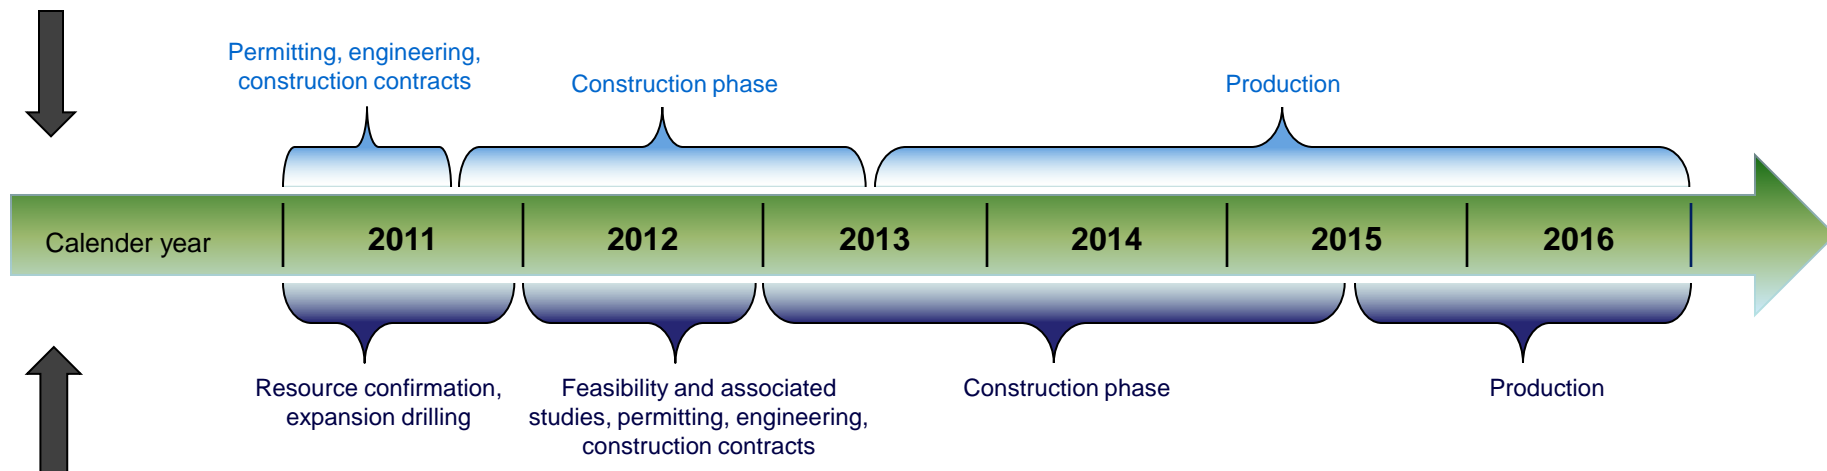 Permitting, engineering,
construction contracts
Construction phase
Production
Calender year
2011
2012
2013
2014
2015
2016
Resource confirmation,
expansion drilling
Feasibility and associated
studies, permitting, engineering,
construction contracts
Construction phase
Production